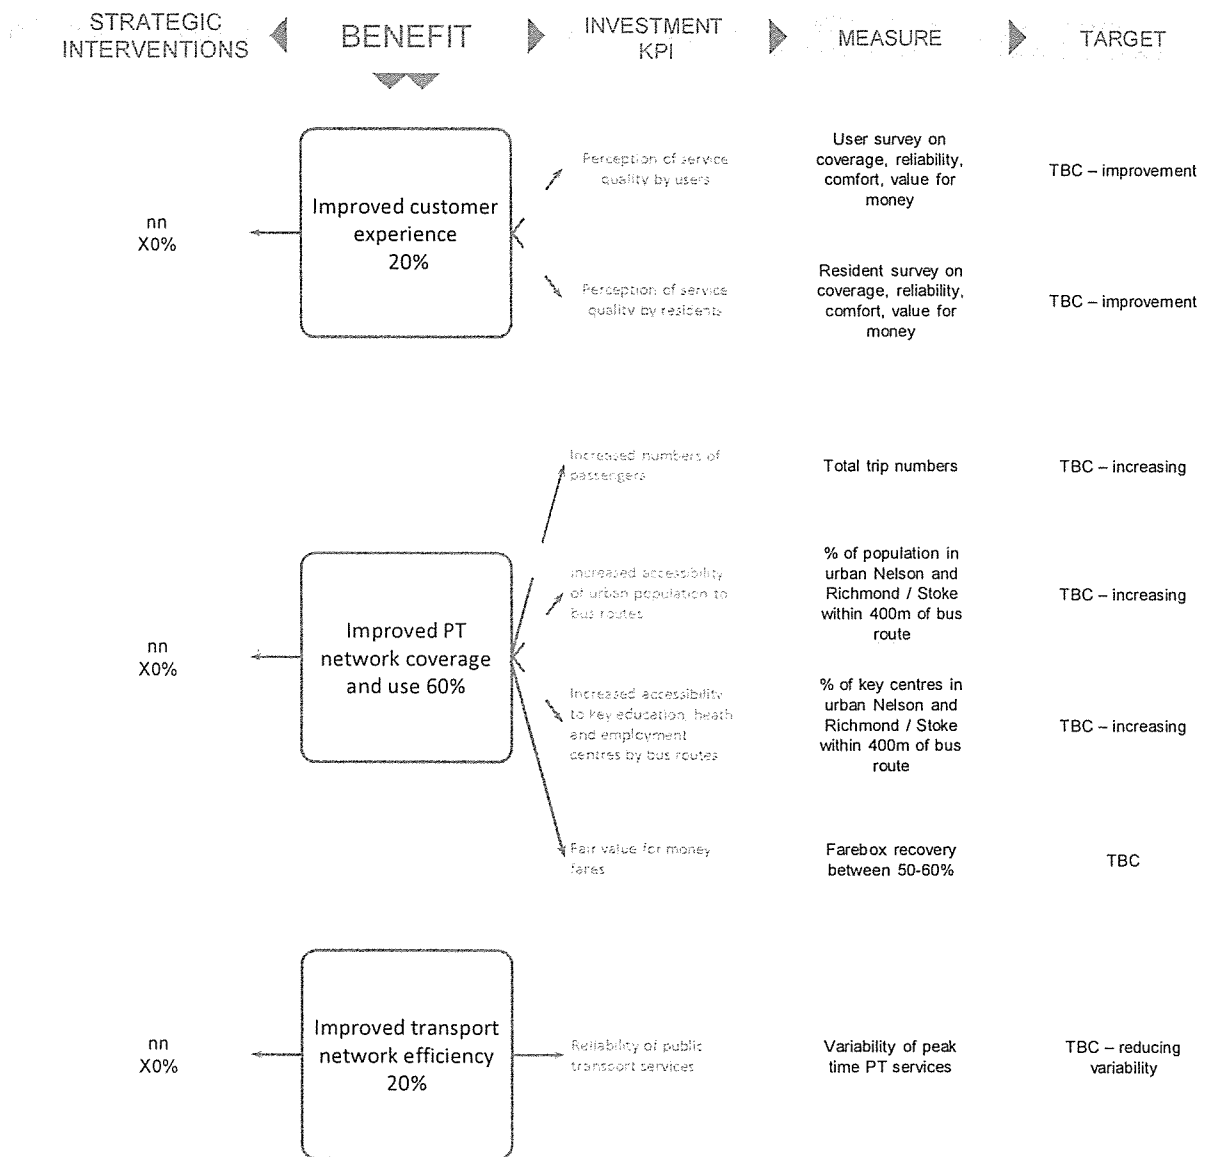 STRATEGIC
INTERVENTIONS
BENEFIT
INVESTMENT
KPI
MEASURE
TARGET
nn
X0%
Improved customer
experience
20%
Perception of service
quality by users
User survey on
coverage, reliability,
comfort, value for
money
TBC – improvement
Perception of service
quality by residents
Resident survey on
coverage, reliability,
comfort, value for
money
TBC – improvement
nn
X0%
Improved PT
network coverage
and use 60%
Increased numbers of
passengers
Total trip numbers
TBC – increasing
Increased accessibility
of urban population to
bus routes
% of population in
urban Nelson and
Richmond / Stoke
within 400m of bus
route
TBC – increasing
Increased accessibility
to key education, heath
and employment
centres by bus routes
% of key centres in
urban Nelson and
Richmond / Stoke
within 400m of bus
route
TBC – increasing
Fair value for money
fares
Farebox recovery
between 50-60%
TBC
nn
X0%
Improved transport
network efficiency
20%
Reliability of public
transport services
Variability of peak
time PT services
TBC – reducing
variability